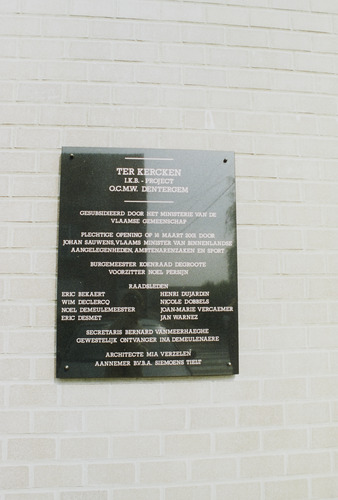 TER KERCKEN
I.K.B. - PROJECT
O.C.M.W. DENTERGEM
GESUBSIDIEERD DOOR HET MINISTERIE VAN DE
VLAAMSE GEMEENSCHAP
PLECHTIGE OPENING OP 18 MAART 2001 DOOR
JOHAN SAUWENS, VLAAMS MINISTER VAN BINNENLANDSE
AANGELEGENHEDEN, AMBTENARENZAKEN EN SPORT
BURGEMEESTER KOENRAAD DEGROOTE
VOORZITTER NOEL PERSIJN
RAADSLEDEN
ERIC BEKAERT HENRI DUJARDIN
WIM DECLERCQ NICOLE DOBBELS
NOEL DEMEULEMEESTER JOAN-MARIE VERCAEMER
ERIC DESMET JAN WARNEZ
SECRETARIS BERNARD VANMEERHAEGHE
GEWESTELIJK ONTVANGER INA DEMEULENAERE
ARCHITECTE MIA VERZELEN
AANNEMER B.V.B.A. SIEMOENS TIELT